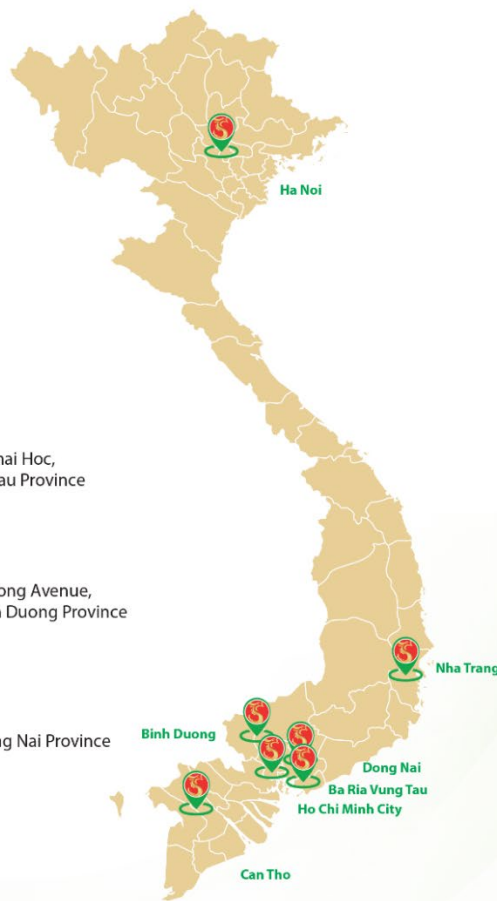 Ha Noi
hai Hoc,
au Province
ong Avenue,
Duong Province
Nha Trang
Binh Duong
ng Nai Province
Dong Nai
Ba Ria Vung Tau
Ho Chi Minh City
Can Tho